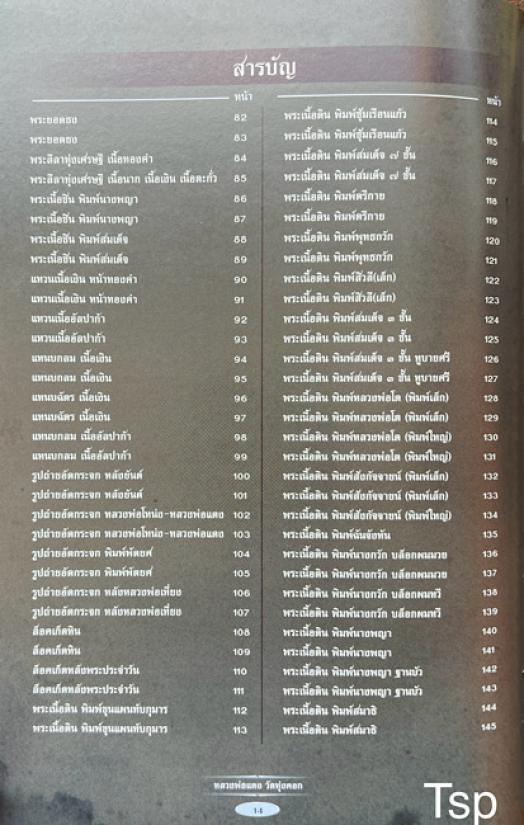 สารบัญ
หน้า
พระยอดธง 82
พระยอดธง 83
พระลีลาทุ่งเศรษฐี เนื้อทองคำ 84
พระลีลาทุ่งเศรษฐี เนื้อนาก เนื้อเงิน เนื้อตะกั่ว 85
พระเนื้อชิน พิมพ์นางพญา 86
พระเนื้อชิน พิมพ์นางพญา 87
พระเนื้อชิน พิมพ์สมเด็จ 88
พระเนื้อชิน พิมพ์สมเด็จ 89
แหวนเนื้อเงิน หน้าทองคำ 90
แหวนเนื้อเงิน หน้าทองคำ 91
แหวนเนื้ออัลปาก้า 92
แหวนเนื้ออัลปาก้า 93
แหนบกลม เนื้อเงิน 94
แหนบกลม เนื้อเงิน 95
แหนบฉัตร เนื้อเงิน 96
แหนบฉัตร เนื้อเงิน 97
แหนบกลม เนื้ออัลปาก้า 98
แหนบกลม เนื้ออัลปาก้า 99
รูปถ่ายอัดกระจก หลังยันต์ 100
รูปถ่ายอัดกระจก หลังยันต์ 101
รูปถ่ายอัดกระจก หลวงพ่อโหน่ง-หลวงพ่อแดง 102
รูปถ่ายอัดกระจก หลวงพ่อโหน่ง-หลวงพ่อแดง 103
รูปถ่ายอัดกระจก พิมพ์พัดยศ 104
รูปถ่ายอัดกระจก พิมพ์พัดยศ 105
รูปถ่ายอัดกระจก หลังหลวงพ่อเที่ยง 106
รูปถ่ายอัดกระจก หลังหลวงพ่อเที่ยง 107
ล็อคเก็ตหิน 108
ล็อคเก็ตหิน 109
ล็อคเก็ตหลังพระประจำวัน 110
ล็อคเก็ตหลังพระประจำวัน 111
พระเนื้อดิน พิมพ์ขุนแผนทับกุมาร 112
พระเนื้อดิน พิมพ์ขุนแผนทับกุมาร 113
หน้า
พระเนื้อดิน พิมพ์ซุ้มเรือนแก้ว 114
พระเนื้อดิน พิมพ์ซุ้มเรือนแก้ว 115
พระเนื้อดิน พิมพ์สมเด็จ ๗ ชั้น 116
พระเนื้อดิน พิมพ์สมเด็จ ๗ ชั้น 117
พระเนื้อดิน พิมพ์ตรีกาย 118
พระเนื้อดิน พิมพ์ตรีกาย 119
พระเนื้อดิน พิมพ์พุทธกวัก 120
พระเนื้อดิน พิมพ์พุทธกวัก 121
พระเนื้อดิน พิมพ์สิวลี(เล็ก) 122
พระเนื้อดิน พิมพ์สิวลี(เล็ก) 123
พระเนื้อดิน พิมพ์สมเด็จ ๓ ชั้น 124
พระเนื้อดิน พิมพ์สมเด็จ ๓ ชั้น 125
พระเนื้อดิน พิมพ์สมเด็จ ๓ ชั้น หูบายศรี 126
พระเนื้อดิน พิมพ์สมเด็จ ๓ ชั้น หูบายศรี 127
พระเนื้อดิน พิมพ์หลวงพ่อโต (พิมพ์เล็ก) 128
พระเนื้อดิน พิมพ์หลวงพ่อโต (พิมพ์เล็ก) 129
พระเนื้อดิน พิมพ์หลวงพ่อโต (พิมพ์ใหญ่) 130
พระเนื้อดิน พิมพ์หลวงพ่อโต (พิมพ์ใหญ่) 131
พระเนื้อดิน พิมพ์สังกัจจายน์ (พิมพ์เล็ก) 132
พระเนื้อดิน พิมพ์สังกัจจายน์ (พิมพ์เล็ก) 133
พระเนื้อดิน พิมพ์สังกัจจายน์ (พิมพ์ใหญ่) 134
พระเนื้อดิน พิมพ์ฉันจังหัน 135
พระเนื้อดิน พิมพ์นางกวัก บล็อกผมมวย 136
พระเนื้อดิน พิมพ์นางกวัก บล็อกผมมวย 137
พระเนื้อดิน พิมพ์นางกวัก บล็อกผมหวี 138
พระเนื้อดิน พิมพ์นางกวัก บล็อกผมหวี 139
พระเนื้อดิน พิมพ์นางพญา 140
พระเนื้อดิน พิมพ์นางพญา 141
พระเนื้อดิน พิมพ์นางพญา ฐานบัว 142
พระเนื้อดิน พิมพ์นางพญา ฐานบัว 143
พระเนื้อดิน พิมพ์สมาธิ 144
พระเนื้อดิน พิมพ์สมาธิ 145
หลวงพ่อแดง วัดทุ่งคอก
Tsp